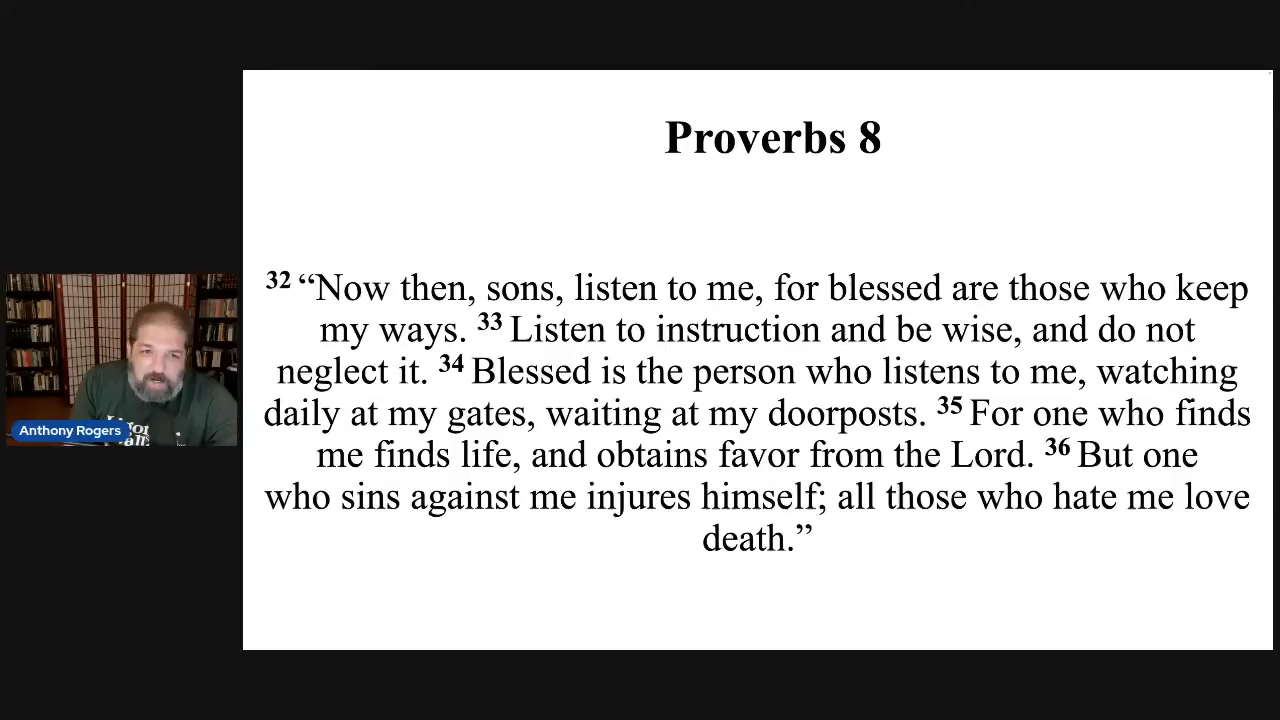 Proverbs 8
32 “Now then, sons, listen to me, for blessed are those who keep
my ways. 33 Listen to instruction and be wise, and do not
neglect it. 34 Blessed is the person who listens to me, watching
daily at my gates, waiting at my doorposts. 35 For one who finds
me finds life, and obtains favor from the Lord. 36 But one
who sins against me injures himself; all those who hate me love
death.”
Anthony Rogers